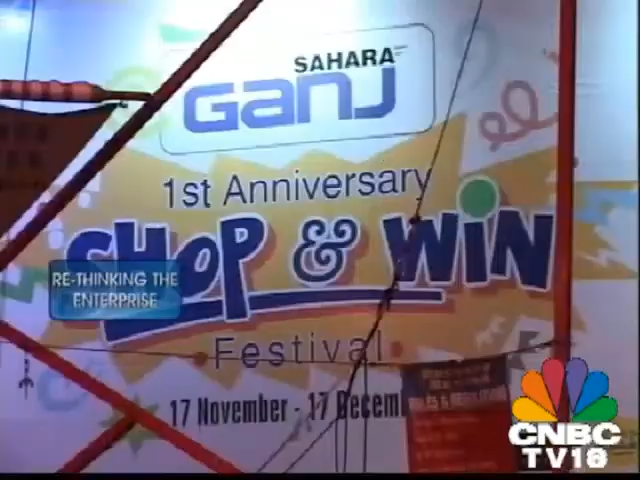 SAHARA
GANJ
1st Anniversary
SHOP & WiN
RE-THINKING THE
ENTERPRISE
Festival
17 November - 17 Decem
CNBC
TV18